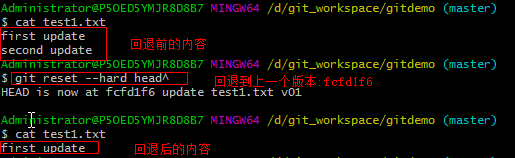 Administrator@P5OED5YMJR8D8B7 MINGW64 /d/git_workspace/gitdemo (master)
$ cat test1.txt
first update
second update 回退前的内容
Administrator@P5OED5YMJR8D8B7 MINGW64 /d/git_workspace/gitdemo (master)
$ git reset --hard head^ 回退到上一个版本:fcfd1f6
HEAD is now at fcfd1f6 update test1.txt v01
Administrator@P5OED5YMJR8D8B7 MINGW64 /d/git_workspace/gitdemo (master)
$ cat test1.txt
first update 回退后的内容